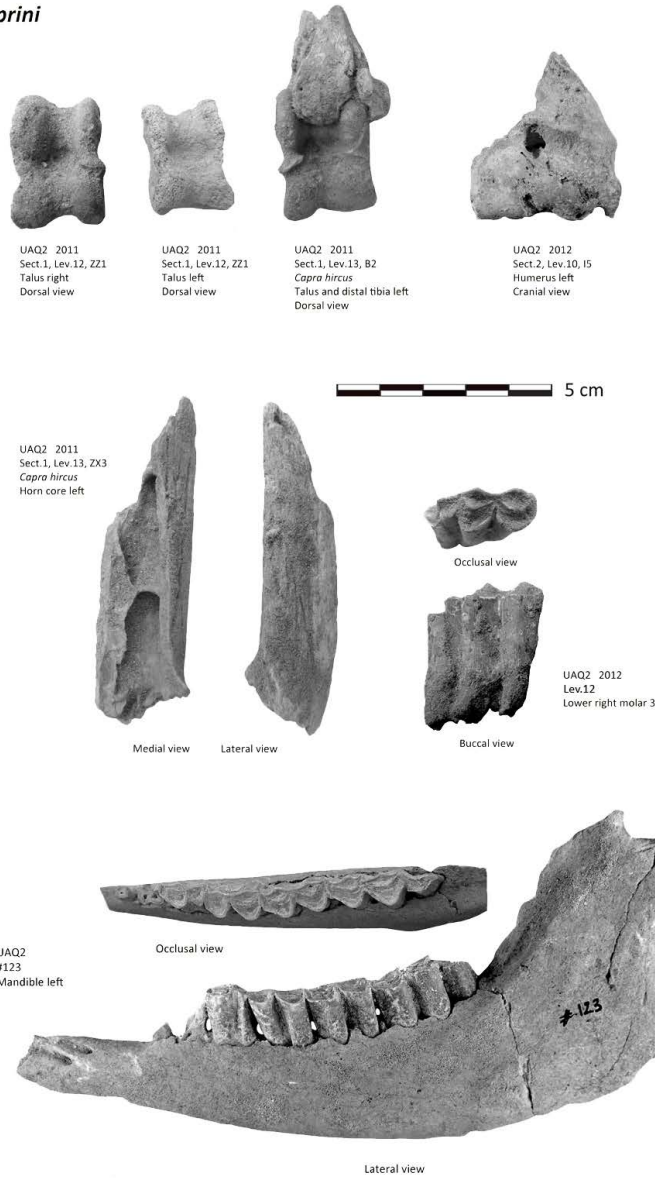 prini
UAQ2 2011
Sect.1, Lev.12, ZZ1
Talus right
Dorsal view
UAQ2 2011
Sect.1, Lev.12, ZZ1
Talus left
Dorsal view
UAQ2 2011
Sect.1, Lev.13, B2
Capra hircus
Talus and distal tibia left
Dorsal view
UAQ2 2012
Sect.2, Lev.10, I5
Humerus left
Cranial view
5 cm
UAQ2 2011
Sect.1, Lev.13, ZX3
Capra hircus
Horn core left
Medial view
Lateral view
Occlusal view
UAQ2 2012
Lev.12
Lower right molar 3
Buccal view
Occlusal view
UAQ2
#123
Mandible left
#123
Lateral view